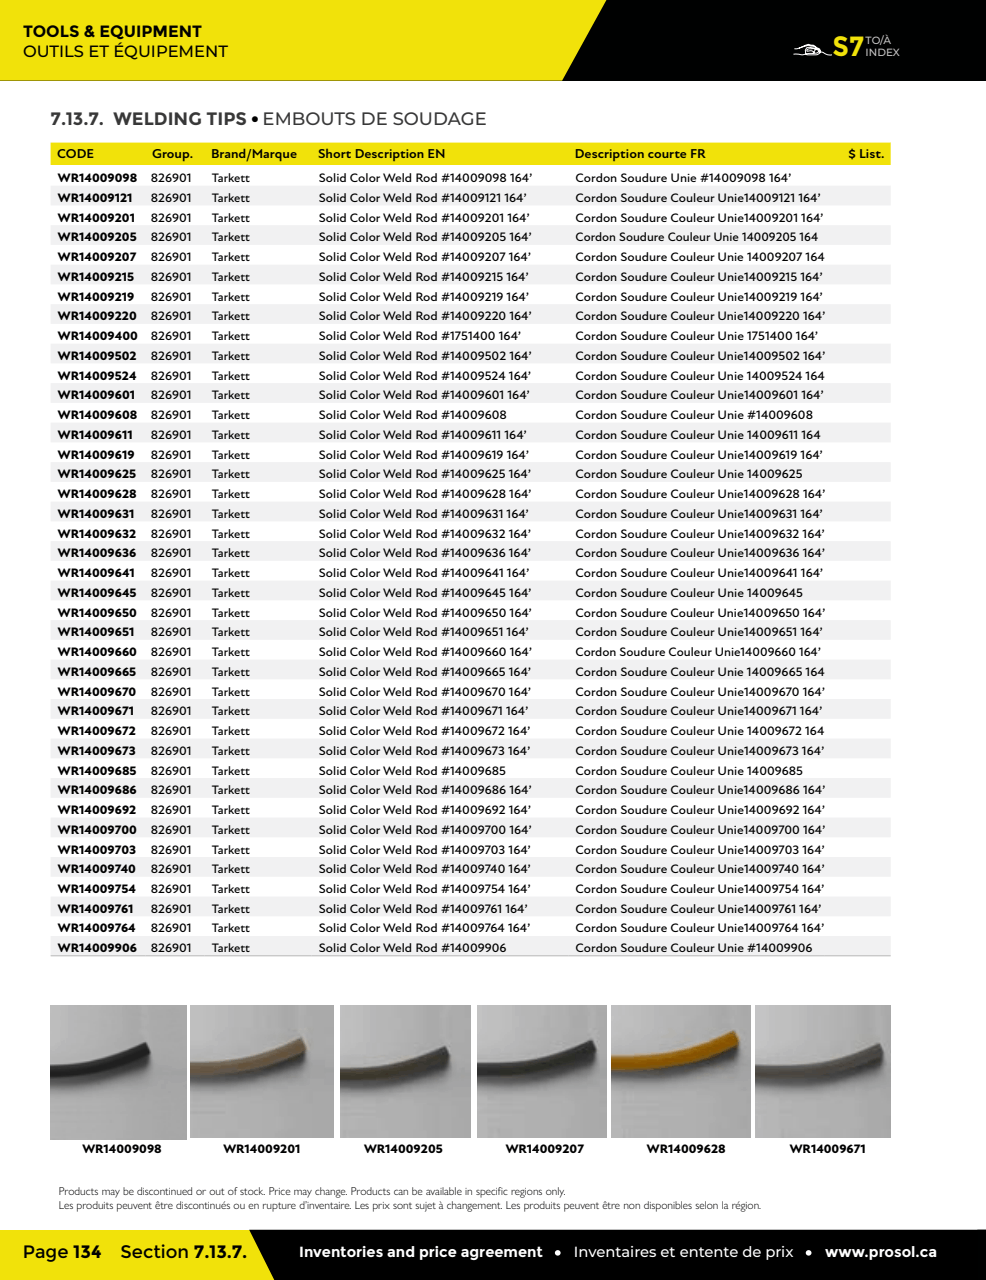 TOOLS & EQUIPMENT
OUTILS ET ÉQUIPEMENT
S7 TO/À INDEX
7.13.7. WELDING TIPS • EMBOUTS DE SOUDAGE
CODE Group. Brand/Marque Short Description EN Description courte FR $ List.
WR14009098 826901 Tarkett Solid Color Weld Rod #14009098 164’ Cordon Soudure Unie #14009098 164’
WR14009121 826901 Tarkett Solid Color Weld Rod #14009121 164’ Cordon Soudure Couleur Unie14009121 164’
WR14009201 826901 Tarkett Solid Color Weld Rod #14009201 164’ Cordon Soudure Couleur Unie14009201 164’
WR14009205 826901 Tarkett Solid Color Weld Rod #14009205 164’ Cordon Soudure Couleur Unie 14009205 164
WR14009207 826901 Tarkett Solid Color Weld Rod #14009207 164’ Cordon Soudure Couleur Unie 14009207 164
WR14009215 826901 Tarkett Solid Color Weld Rod #14009215 164’ Cordon Soudure Couleur Unie14009215 164’
WR14009219 826901 Tarkett Solid Color Weld Rod #14009219 164’ Cordon Soudure Couleur Unie14009219 164’
WR14009220 826901 Tarkett Solid Color Weld Rod #14009220 164’ Cordon Soudure Couleur Unie14009220 164’
WR14009400 826901 Tarkett Solid Color Weld Rod #1751400 164’ Cordon Soudure Couleur Unie 1751400 164’
WR14009502 826901 Tarkett Solid Color Weld Rod #14009502 164’ Cordon Soudure Couleur Unie14009502 164’
WR14009524 826901 Tarkett Solid Color Weld Rod #14009524 164’ Cordon Soudure Couleur Unie 14009524 164
WR14009601 826901 Tarkett Solid Color Weld Rod #14009601 164’ Cordon Soudure Couleur Unie14009601 164’
WR14009608 826901 Tarkett Solid Color Weld Rod #14009608 Cordon Soudure Couleur Unie #14009608
WR14009611 826901 Tarkett Solid Color Weld Rod #14009611 164’ Cordon Soudure Couleur Unie 14009611 164
WR14009619 826901 Tarkett Solid Color Weld Rod #14009619 164’ Cordon Soudure Couleur Unie14009619 164’
WR14009625 826901 Tarkett Solid Color Weld Rod #14009625 164’ Cordon Soudure Couleur Unie 14009625
WR14009628 826901 Tarkett Solid Color Weld Rod #14009628 164’ Cordon Soudure Couleur Unie14009628 164’
WR14009631 826901 Tarkett Solid Color Weld Rod #14009631 164’ Cordon Soudure Couleur Unie14009631 164’
WR14009632 826901 Tarkett Solid Color Weld Rod #14009632 164’ Cordon Soudure Couleur Unie14009632 164’
WR14009636 826901 Tarkett Solid Color Weld Rod #14009636 164’ Cordon Soudure Couleur Unie14009636 164’
WR14009641 826901 Tarkett Solid Color Weld Rod #14009641 164’ Cordon Soudure Couleur Unie14009641 164’
WR14009645 826901 Tarkett Solid Color Weld Rod #14009645 164’ Cordon Soudure Couleur Unie 14009645
WR14009650 826901 Tarkett Solid Color Weld Rod #14009650 164’ Cordon Soudure Couleur Unie14009650 164’
WR14009651 826901 Tarkett Solid Color Weld Rod #14009651 164’ Cordon Soudure Couleur Unie14009651 164’
WR14009660 826901 Tarkett Solid Color Weld Rod #14009660 164’ Cordon Soudure Couleur Unie14009660 164’
WR14009665 826901 Tarkett Solid Color Weld Rod #14009665 164’ Cordon Soudure Couleur Unie 14009665 164
WR14009670 826901 Tarkett Solid Color Weld Rod #14009670 164’ Cordon Soudure Couleur Unie14009670 164’
WR14009671 826901 Tarkett Solid Color Weld Rod #14009671 164’ Cordon Soudure Couleur Unie14009671 164’
WR14009672 826901 Tarkett Solid Color Weld Rod #14009672 164’ Cordon Soudure Couleur Unie 14009672 164
WR14009673 826901 Tarkett Solid Color Weld Rod #14009673 164’ Cordon Soudure Couleur Unie14009673 164’
WR14009685 826901 Tarkett Solid Color Weld Rod #14009685 Cordon Soudure Couleur Unie 14009685
WR14009686 826901 Tarkett Solid Color Weld Rod #14009686 164’ Cordon Soudure Couleur Unie14009686 164’
WR14009692 826901 Tarkett Solid Color Weld Rod #14009692 164’ Cordon Soudure Couleur Unie14009692 164’
WR14009700 826901 Tarkett Solid Color Weld Rod #14009700 164’ Cordon Soudure Couleur Unie14009700 164’
WR14009703 826901 Tarkett Solid Color Weld Rod #14009703 164’ Cordon Soudure Couleur Unie14009703 164’
WR14009740 826901 Tarkett Solid Color Weld Rod #14009740 164’ Cordon Soudure Couleur Unie14009740 164’
WR14009754 826901 Tarkett Solid Color Weld Rod #14009754 164’ Cordon Soudure Couleur Unie14009754 164’
WR14009761 826901 Tarkett Solid Color Weld Rod #14009761 164’ Cordon Soudure Couleur Unie14009761 164’
WR14009764 826901 Tarkett Solid Color Weld Rod #14009764 164’ Cordon Soudure Couleur Unie14009764 164’
WR14009906 826901 Tarkett Solid Color Weld Rod #14009906 Cordon Soudure Couleur Unie #14009906
WR14009098 WR14009201 WR14009205 WR14009207 WR14009628 WR14009671
Products may be discontinued or out of stock. Price may change. Products can be available in specific regions only.
Les produits peuvent être discontinués ou en rupture d’inventaire. Les prix sont sujet à changement. Les produits peuvent être non disponibles selon la région.
Page 134 Section 7.13.7. Inventories and price agreement • Inventaires et entente de prix • www.prosol.ca